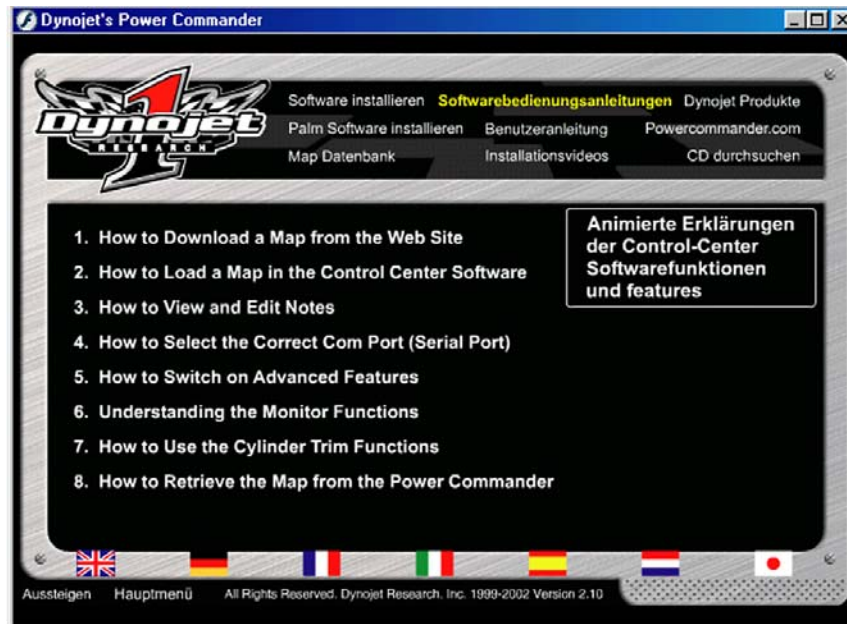 Dynojet's Power Commander
Dynojet
RESEARCH
1
Software installieren Softwarebedienungsanleitungen Dynojet Produkte
Palm Software installieren Benutzeranleitung Powercommander.com
Map Datenbank Installationsvideos CD durchsuchen
1. How to Download a Map from the Web Site
2. How to Load a Map in the Control Center Software
3. How to View and Edit Notes
4. How to Select the Correct Com Port (Serial Port)
5. How to Switch on Advanced Features
6. Understanding the Monitor Functions
7. How to Use the Cylinder Trim Functions
8. How to Retrieve the Map from the Power Commander
Animierte Erklärungen
der Control-Center
Softwarefunktionen
und features
Aussteigen Hauptmenü All Rights Reserved. Dynojet Research, Inc. 1999-2002 Version 2.10